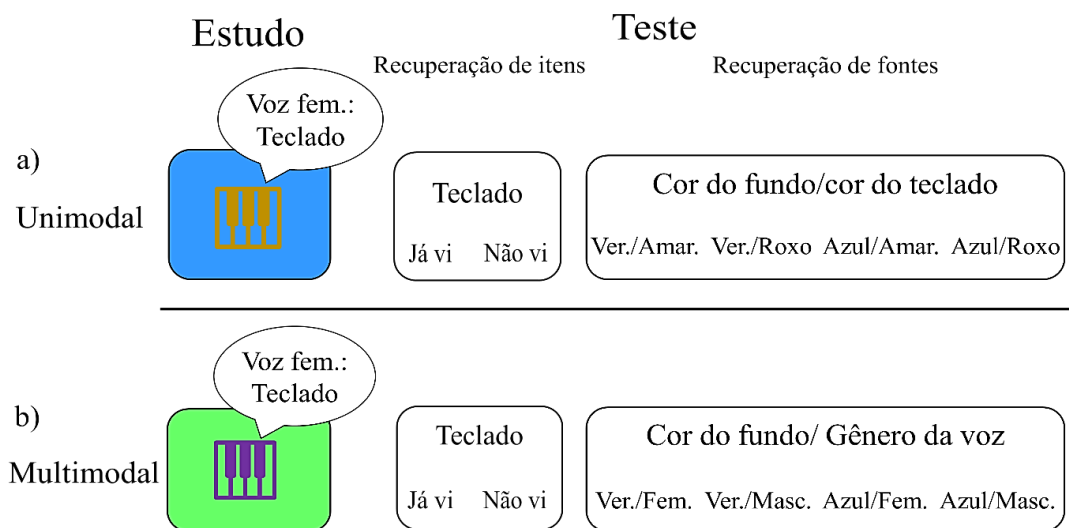 Estudo
Teste
Recuperação de itens
Recuperação de fontes
a)
Unimodal
Voz fem.:
Teclado
Teclado
Já vi Não vi
Cor do fundo/cor do teclado
Ver./Amar. Ver./Roxo Azul/Amar. Azul/Roxo
b)
Multimodal
Voz fem.:
Teclado
Teclado
Já vi Não vi
Cor do fundo/ Gênero da voz
Ver./Fem. Ver./Masc. Azul/Fem. Azul/Masc.